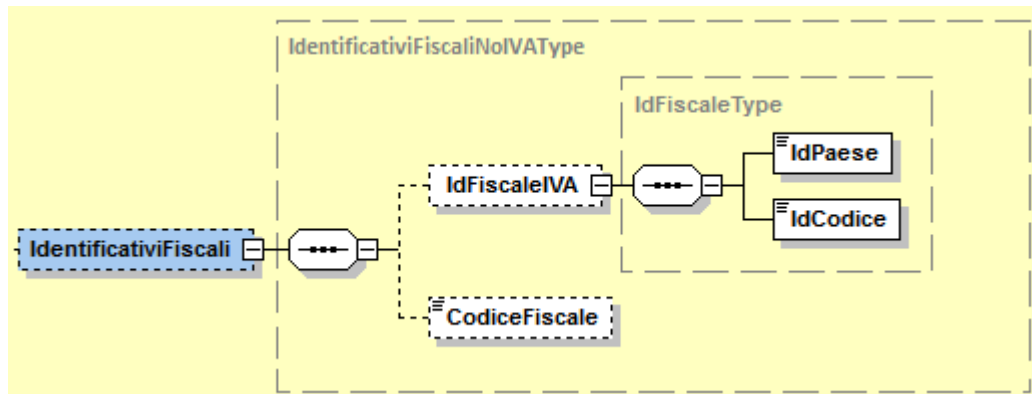 IdentificativiFiscaliNoIVAType
IdFiscaleType
IdPaese
IdFiscaleIVA
IdCodice
IdentificativiFiscali
CodiceFiscale